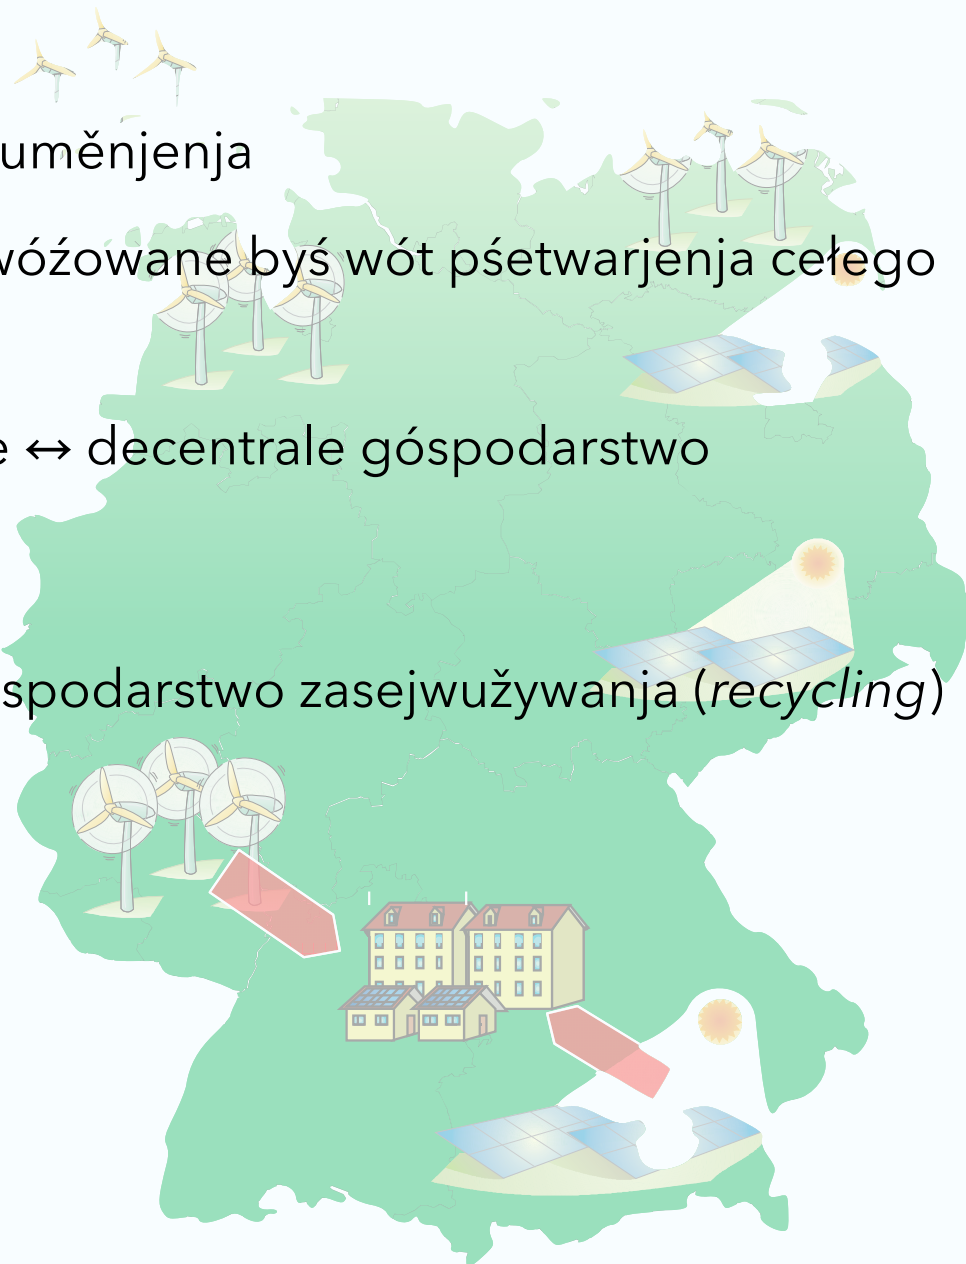 uměnjenja
wóźowane byś wót pśetwarjenja cełego
e ↔ decentrale góspodarstwo
spodarstwo zasejwužywanja (recycling)